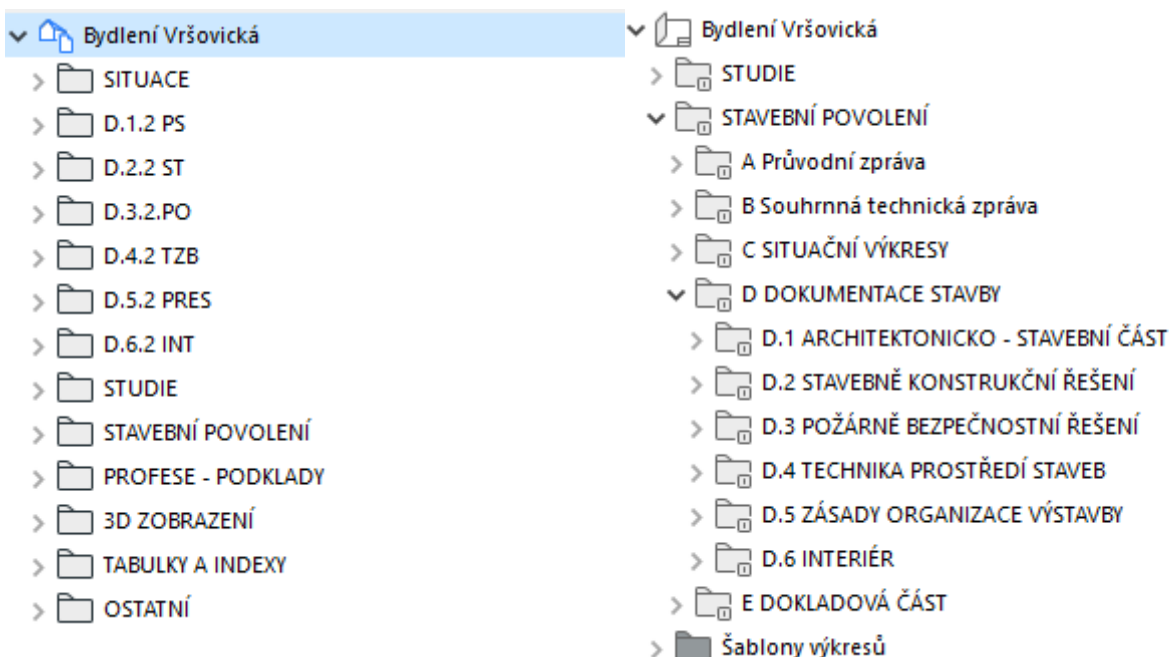 Bydlení Vršovická
SITUACE
D.1.2 PS
D.2.2 ST
D.3.2.PO
D.4.2 TZB
D.5.2 PRES
D.6.2 INT
STUDIE
STAVEBNÍ POVOLENÍ
PROFESE - PODKLADY
3D ZOBRAZENÍ
TABULKY A INDEXY
OSTATNÍ
Bydlení Vršovická
STUDIE
STAVEBNÍ POVOLENÍ
A Průvodní zpráva
B Souhrnná technická zpráva
C SITUAČNÍ VÝKRESY
D DOKUMENTACE STAVBY
D.1 ARCHITEKTONICKO - STAVEBNÍ ČÁST
D.2 STAVEBNĚ KONSTRUKČNÍ ŘEŠENÍ
D.3 POŽÁRNĚ BEZPEČNOSTNÍ ŘEŠENÍ
D.4 TECHNIKA PROSTŘEDÍ STAVEB
D.5 ZÁSADY ORGANIZACE VÝSTAVBY
D.6 INTERIÉR
E DOKLADOVÁ ČÁST
Šablony výkresů